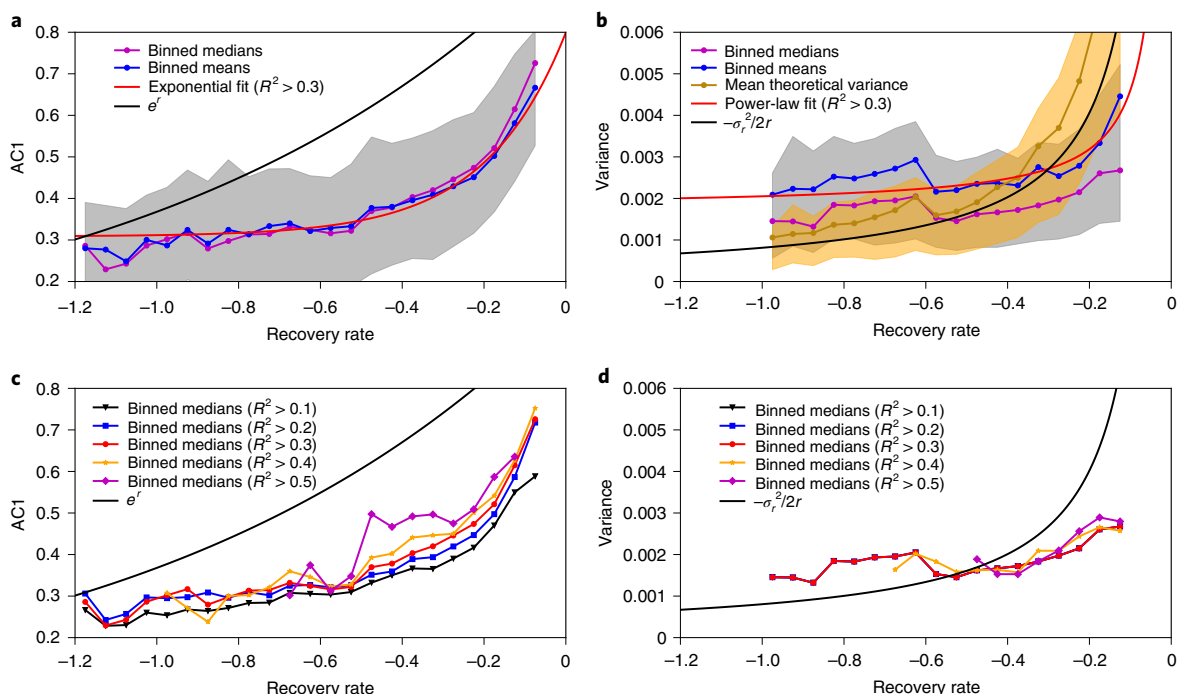 a
0.8
0.7
0.6
0.5
0.4
0.3
0.2
AC1
Binned medians
Binned means
Exponential fit (R² > 0.3)
eʳ
−1.2 −1.0 −0.8 −0.6 −0.4 −0.2 0
Recovery rate
b
0.006
0.005
0.004
0.003
0.002
0.001
0
Variance
Binned medians
Binned means
Mean theoretical variance
Power-law fit (R² > 0.3)
−σᵣ²/2r
−1.2 −1.0 −0.8 −0.6 −0.4 −0.2 0
Recovery rate
c
0.8
0.7
0.6
0.5
0.4
0.3
0.2
AC1
Binned medians (R² > 0.1)
Binned medians (R² > 0.2)
Binned medians (R² > 0.3)
Binned medians (R² > 0.4)
Binned medians (R² > 0.5)
eʳ
−1.2 −1.0 −0.8 −0.6 −0.4 −0.2 0
Recovery rate
d
0.006
0.005
0.004
0.003
0.002
0.001
0
Variance
Binned medians (R² > 0.1)
Binned medians (R² > 0.2)
Binned medians (R² > 0.3)
Binned medians (R² > 0.4)
Binned medians (R² > 0.5)
−σᵣ²/2r
−1.2 −1.0 −0.8 −0.6 −0.4 −0.2 0
Recovery rate